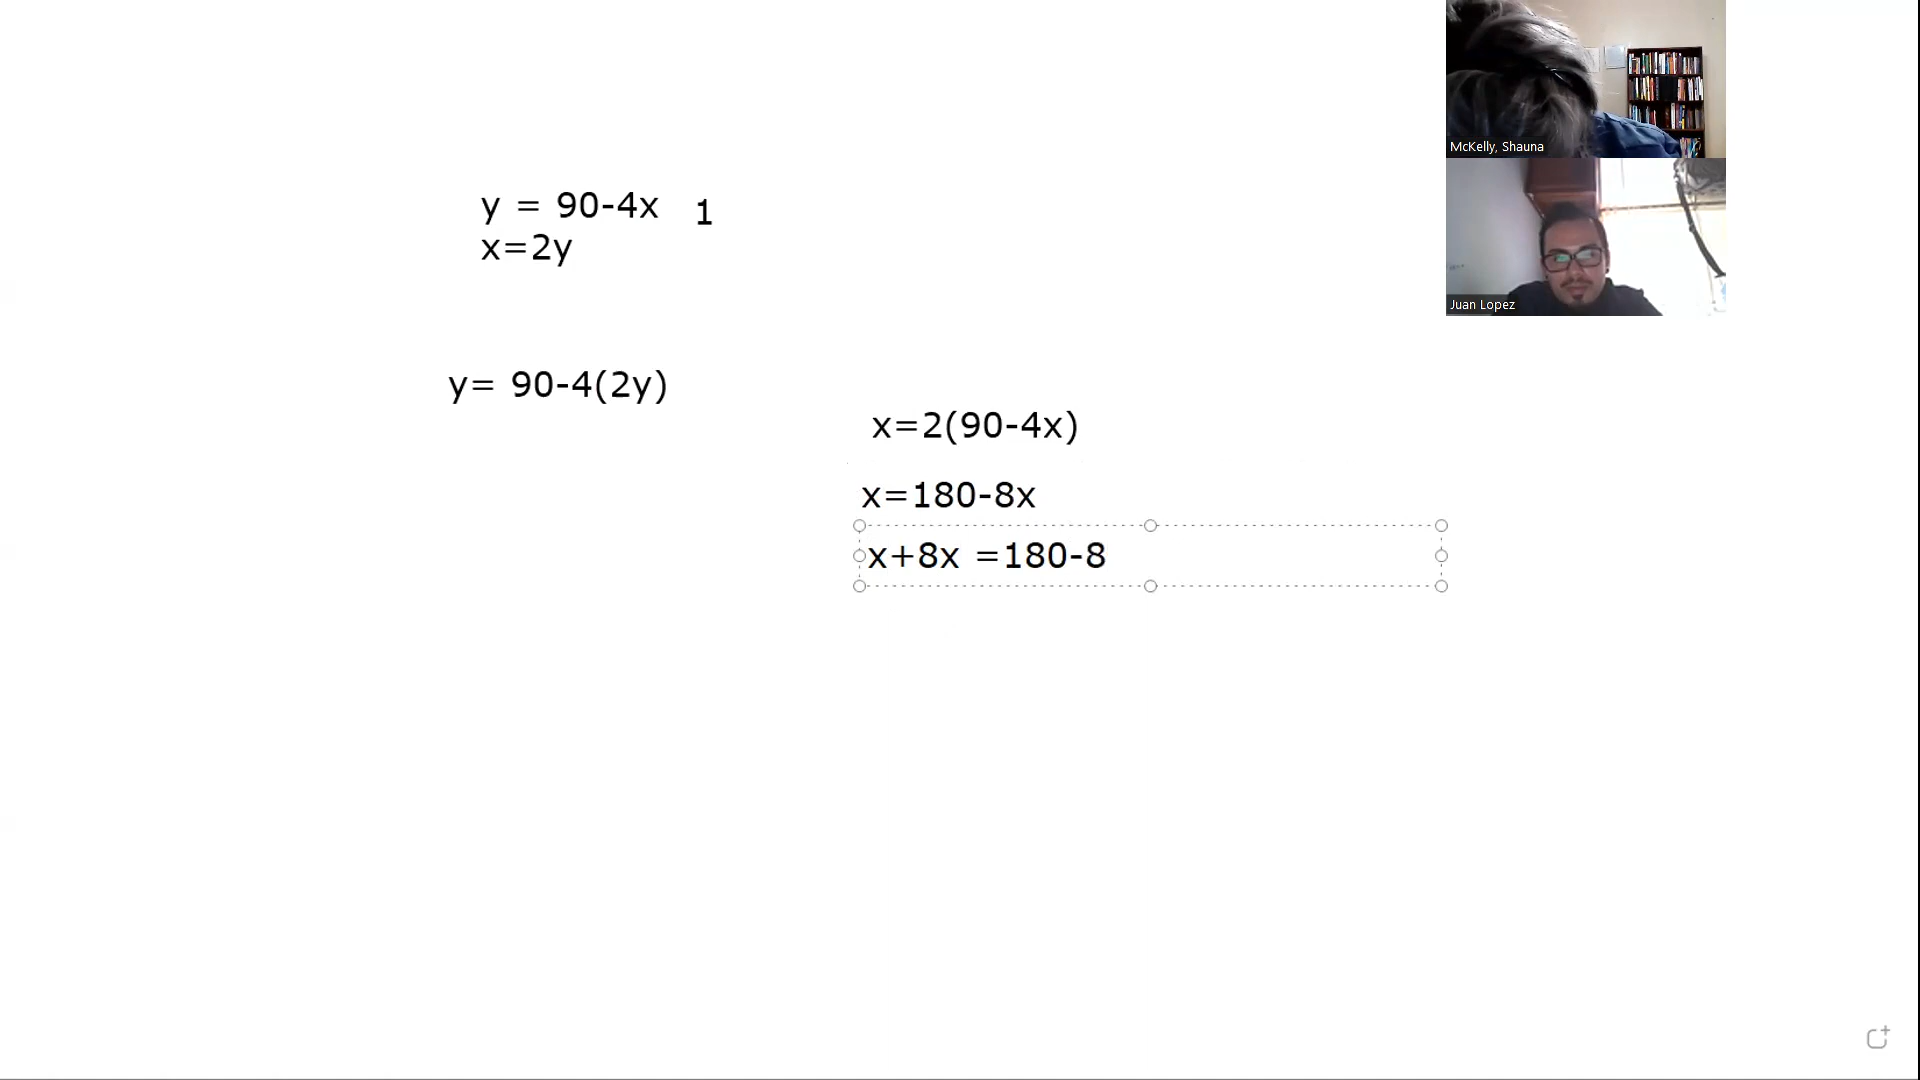 McKelly, Shauna
y = 90-4x 1
x=2y
Juan Lopez
y= 90-4(2y)
x=2(90-4x)
x=180-8x
x+8x =180-8